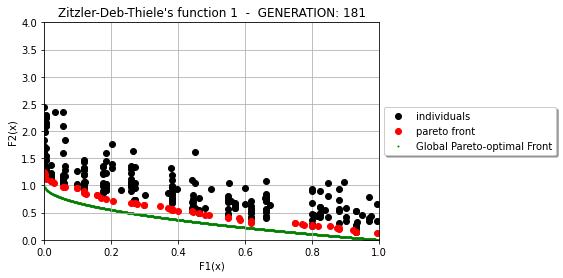 Zitzler-Deb-Thiele's function 1 - GENERATION: 181
4.0
3.5
3.0
2.5
2.0
1.5
1.0
0.5
0.0
F2(x)
0.0 0.2 0.4 0.6 0.8 1.0
F1(x)
individuals
pareto front
Global Pareto-optimal Front